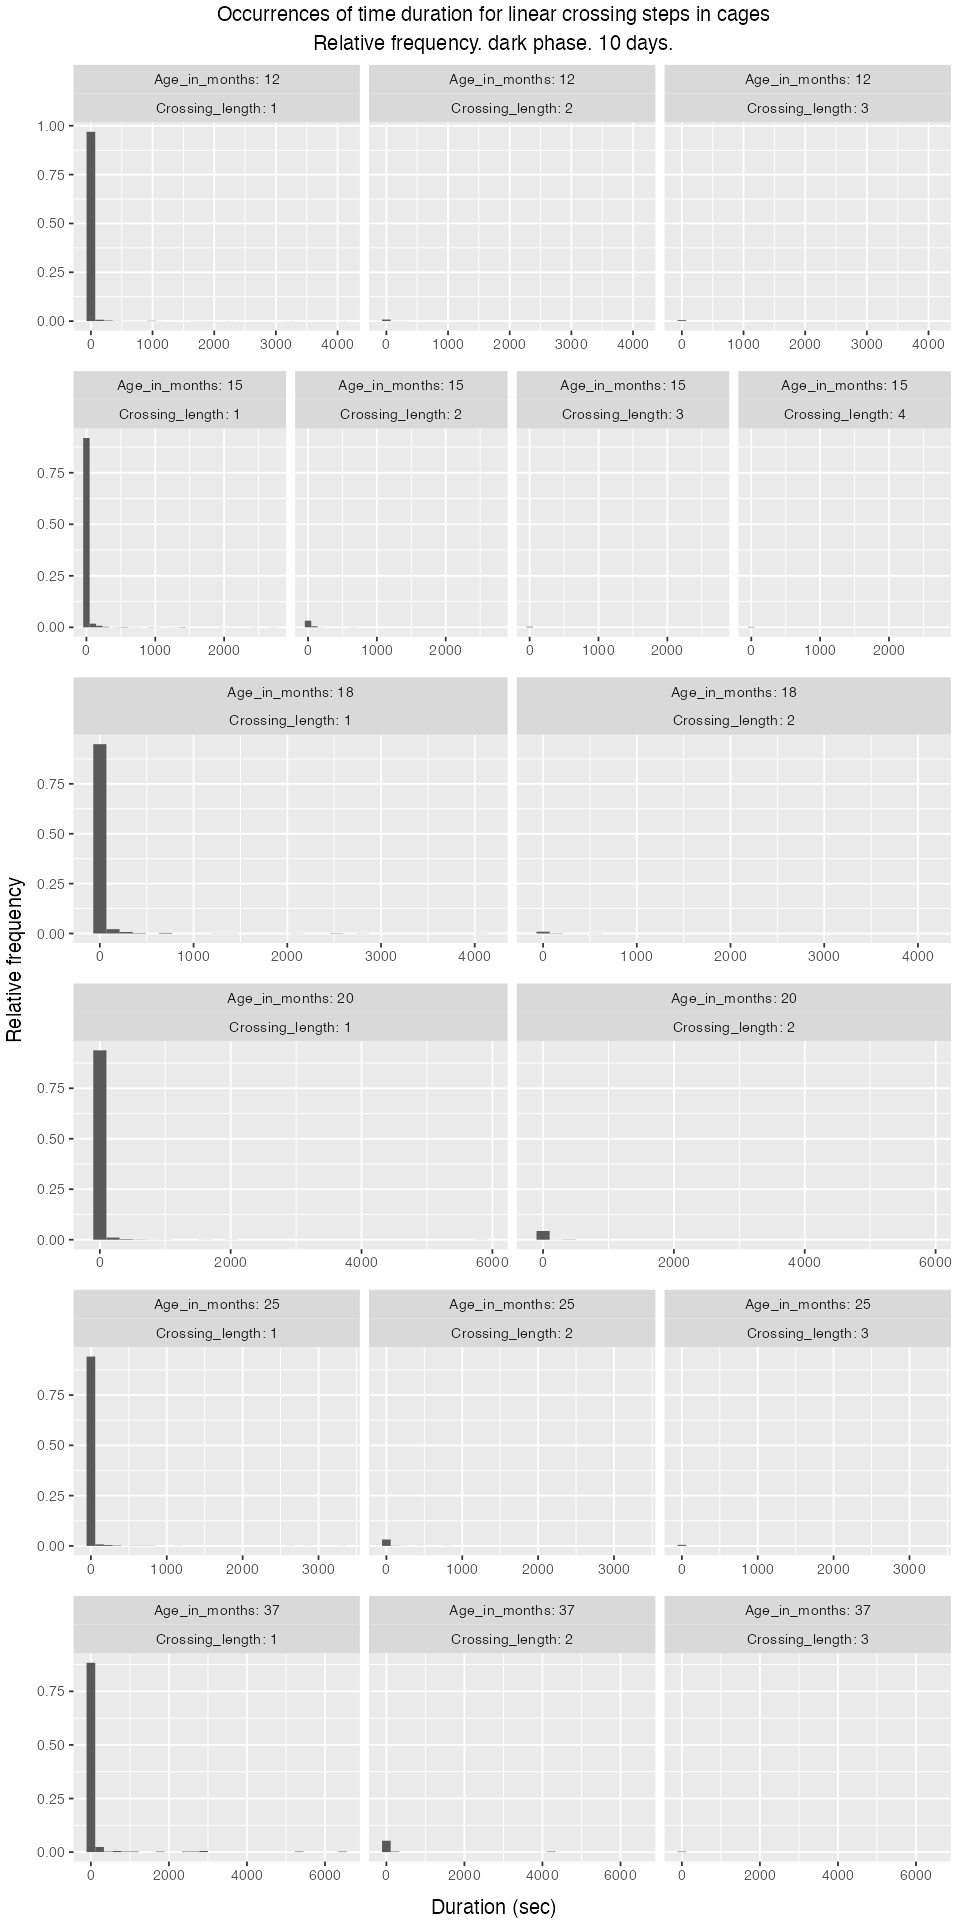 Occurrences of time duration for linear crossing steps in cages
Relative frequency. dark phase. 10 days.
Age_in_months: 12 Age_in_months: 12 Age_in_months: 12
Crossing_length: 1 Crossing_length: 2 Crossing_length: 3
1.00
0.75
0.50
0.25
0.00
0 1000 2000 3000 4000 0 1000 2000 3000 4000 0 1000 2000 3000 4000
Age_in_months: 15 Age_in_months: 15 Age_in_months: 15 Age_in_months: 15
Crossing_length: 1 Crossing_length: 2 Crossing_length: 3 Crossing_length: 4
0.75
0.50
0.25
0.00
0 1000 2000 0 1000 2000 0 1000 2000 0 1000 2000
Age_in_months: 18 Age_in_months: 18
Crossing_length: 1 Crossing_length: 2
0.75
0.50
0.25
0.00
0 1000 2000 3000 4000 0 1000 2000 3000 4000
Relative frequency
Age_in_months: 20 Age_in_months: 20
Crossing_length: 1 Crossing_length: 2
0.75
0.50
0.25
0.00
0 2000 4000 6000 0 2000 4000 6000
Age_in_months: 25 Age_in_months: 25 Age_in_months: 25
Crossing_length: 1 Crossing_length: 2 Crossing_length: 3
0.75
0.50
0.25
0.00
0 1000 2000 3000 0 1000 2000 3000 0 1000 2000 3000
Age_in_months: 37 Age_in_months: 37 Age_in_months: 37
Crossing_length: 1 Crossing_length: 2 Crossing_length: 3
0.75
0.50
0.25
0.00
0 2000 4000 6000 0 2000 4000 6000 0 2000 4000 6000
Duration (sec)